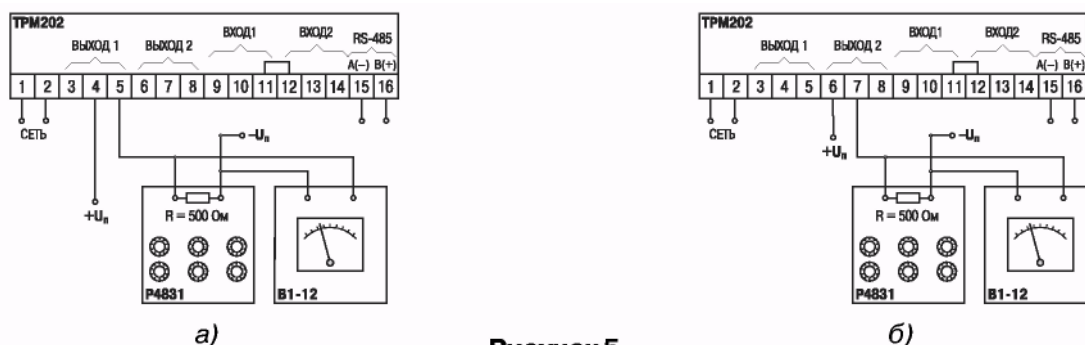 ТРМ202
ВЫХОД 1 ВЫХОД 2 ВХОД1 ВХОД2 RS-485
A(–) B(+)
1 2 3 4 5 6 7 8 9 10 11 12 13 14 15 16
СЕТЬ
–Uп
+Uп
R = 500 Ом
Р4831
В1-12
а)
ТРМ202
ВЫХОД 1 ВЫХОД 2 ВХОД1 ВХОД2 RS-485
A(–) B(+)
1 2 3 4 5 6 7 8 9 10 11 12 13 14 15 16
СЕТЬ
+Uп
–Uп
R = 500 Ом
Р4831
В1-12
б)